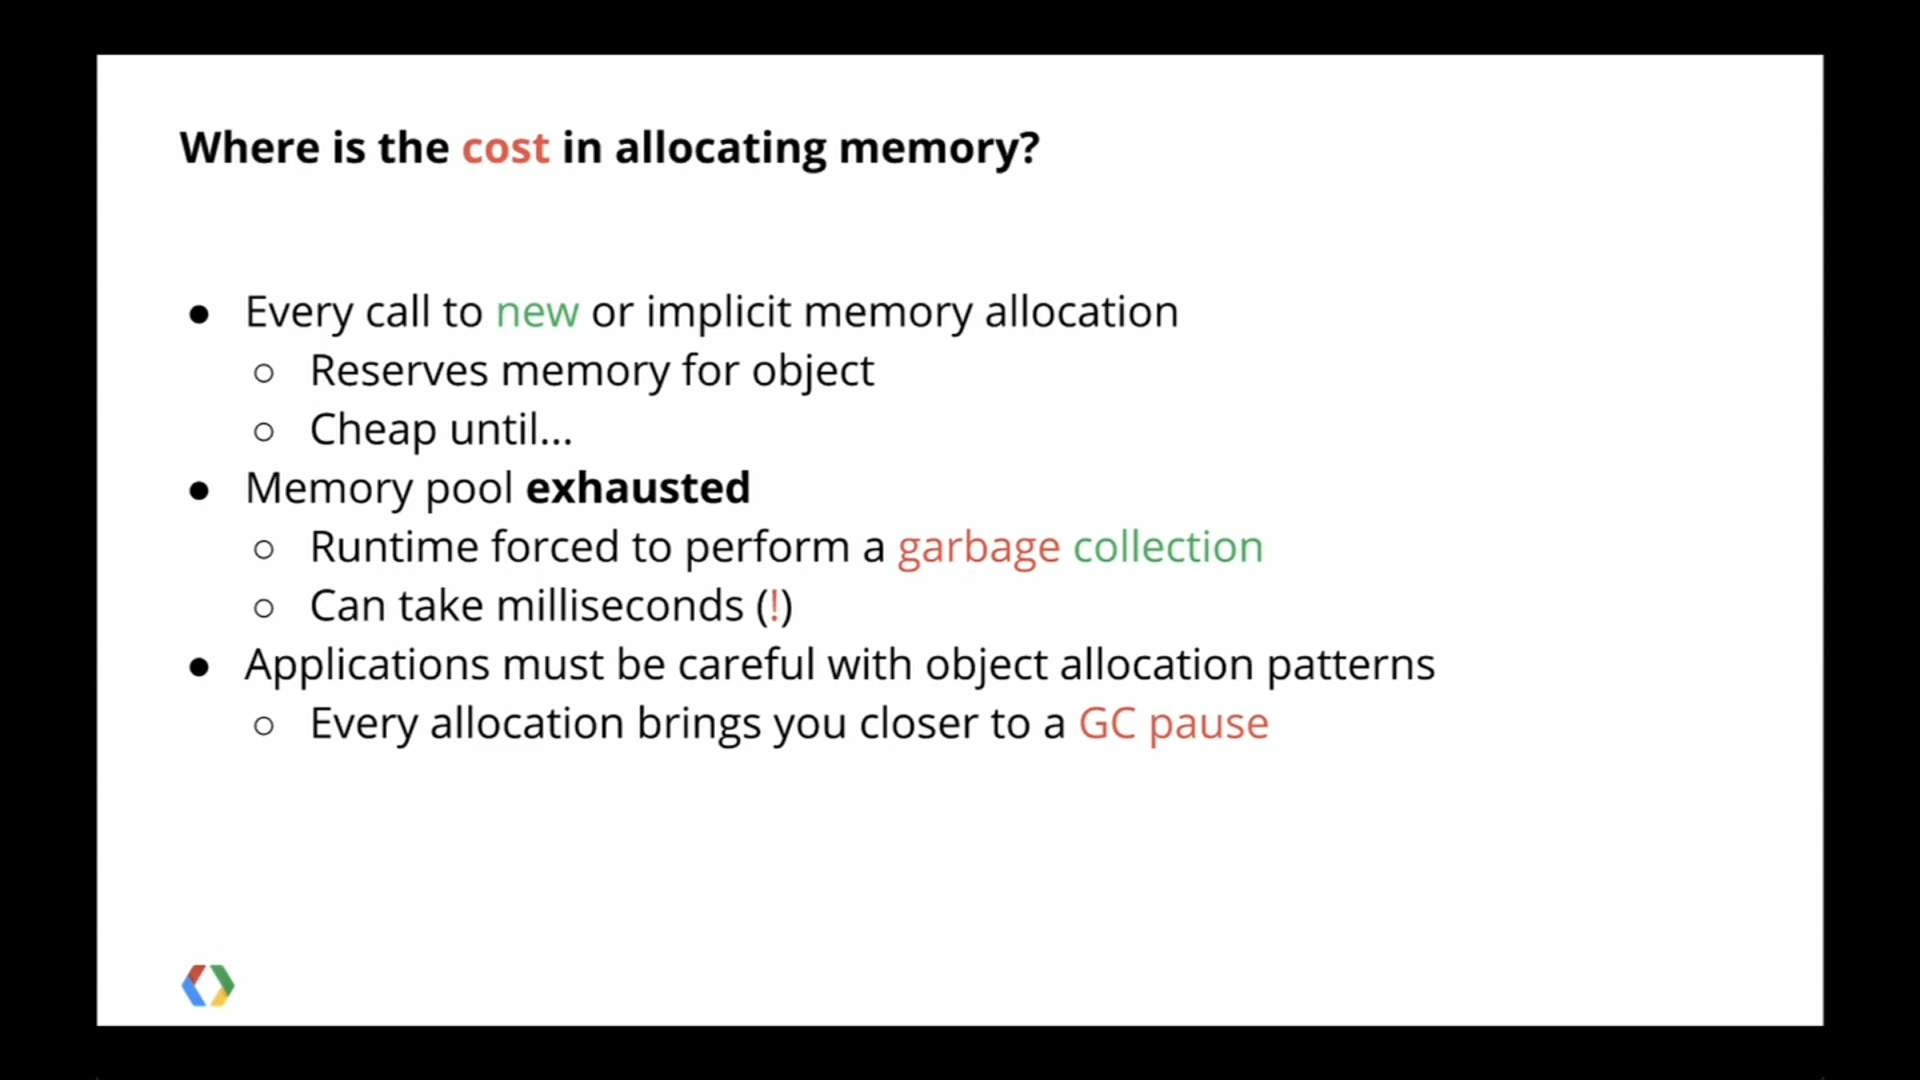 Where is the cost in allocating memory?
● Every call to new or implicit memory allocation
○ Reserves memory for object
○ Cheap until...
● Memory pool exhausted
○ Runtime forced to perform a garbage collection
○ Can take milliseconds (!)
● Applications must be careful with object allocation patterns
○ Every allocation brings you closer to a GC pause